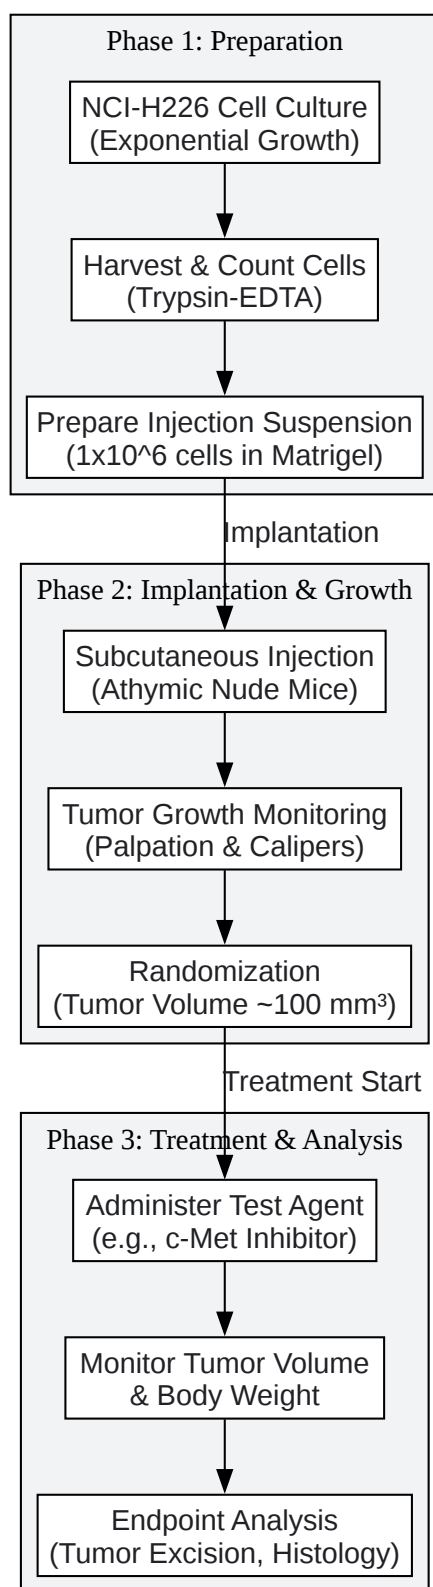 Phase 1: Preparation
NCI-H226 Cell Culture
(Exponential Growth)
Harvest & Count Cells
(Trypsin-EDTA)
Prepare Injection Suspension
(1x10^6 cells in Matrigel)
Implantation
Phase 2: Implantation & Growth
Subcutaneous Injection
(Athymic Nude Mice)
Tumor Growth Monitoring
(Palpation & Calipers)
Randomization
(Tumor Volume ~100 mm³)
Treatment Start
Phase 3: Treatment & Analysis
Administer Test Agent
(e.g., c-Met Inhibitor)
Monitor Tumor Volume
& Body Weight
Endpoint Analysis
(Tumor Excision, Histology)